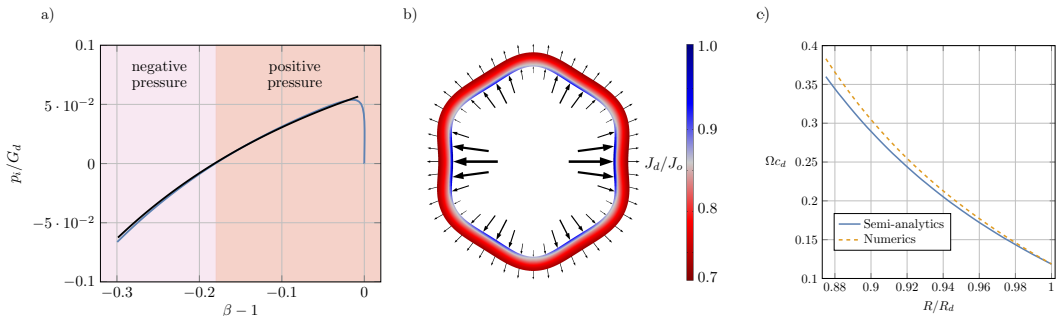 a)
0.1
5 · 10⁻²
0
−5 · 10⁻²
−0.1
p_i/G_d
negative
pressure
positive
pressure
−0.3
−0.2
−0.1
0
β − 1
b)
J_d/J_o
1.0
0.9
0.8
0.7
c)
0.4
0.35
0.3
0.25
0.2
0.15
0.1
Ωc_d
Semi-analytics
Numerics
0.88
0.9
0.92
0.94
0.96
0.98
1
R/R_d